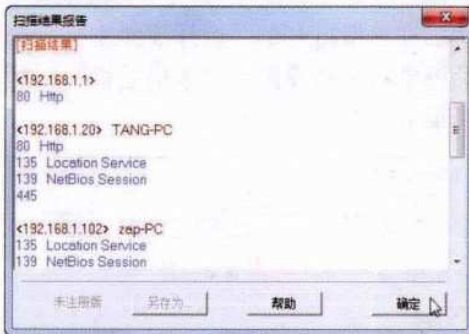 扫描结果报告
[扫描结果]
<192.168.1.1>
80 Http
<192.168.1.20> TANG-PC
80 Http
135 Location Service
139 NetBios Session
445
<192.168.1.102> zap-PC
135 Location Service
139 NetBios Session
未注册版
另存为...
帮助
确定